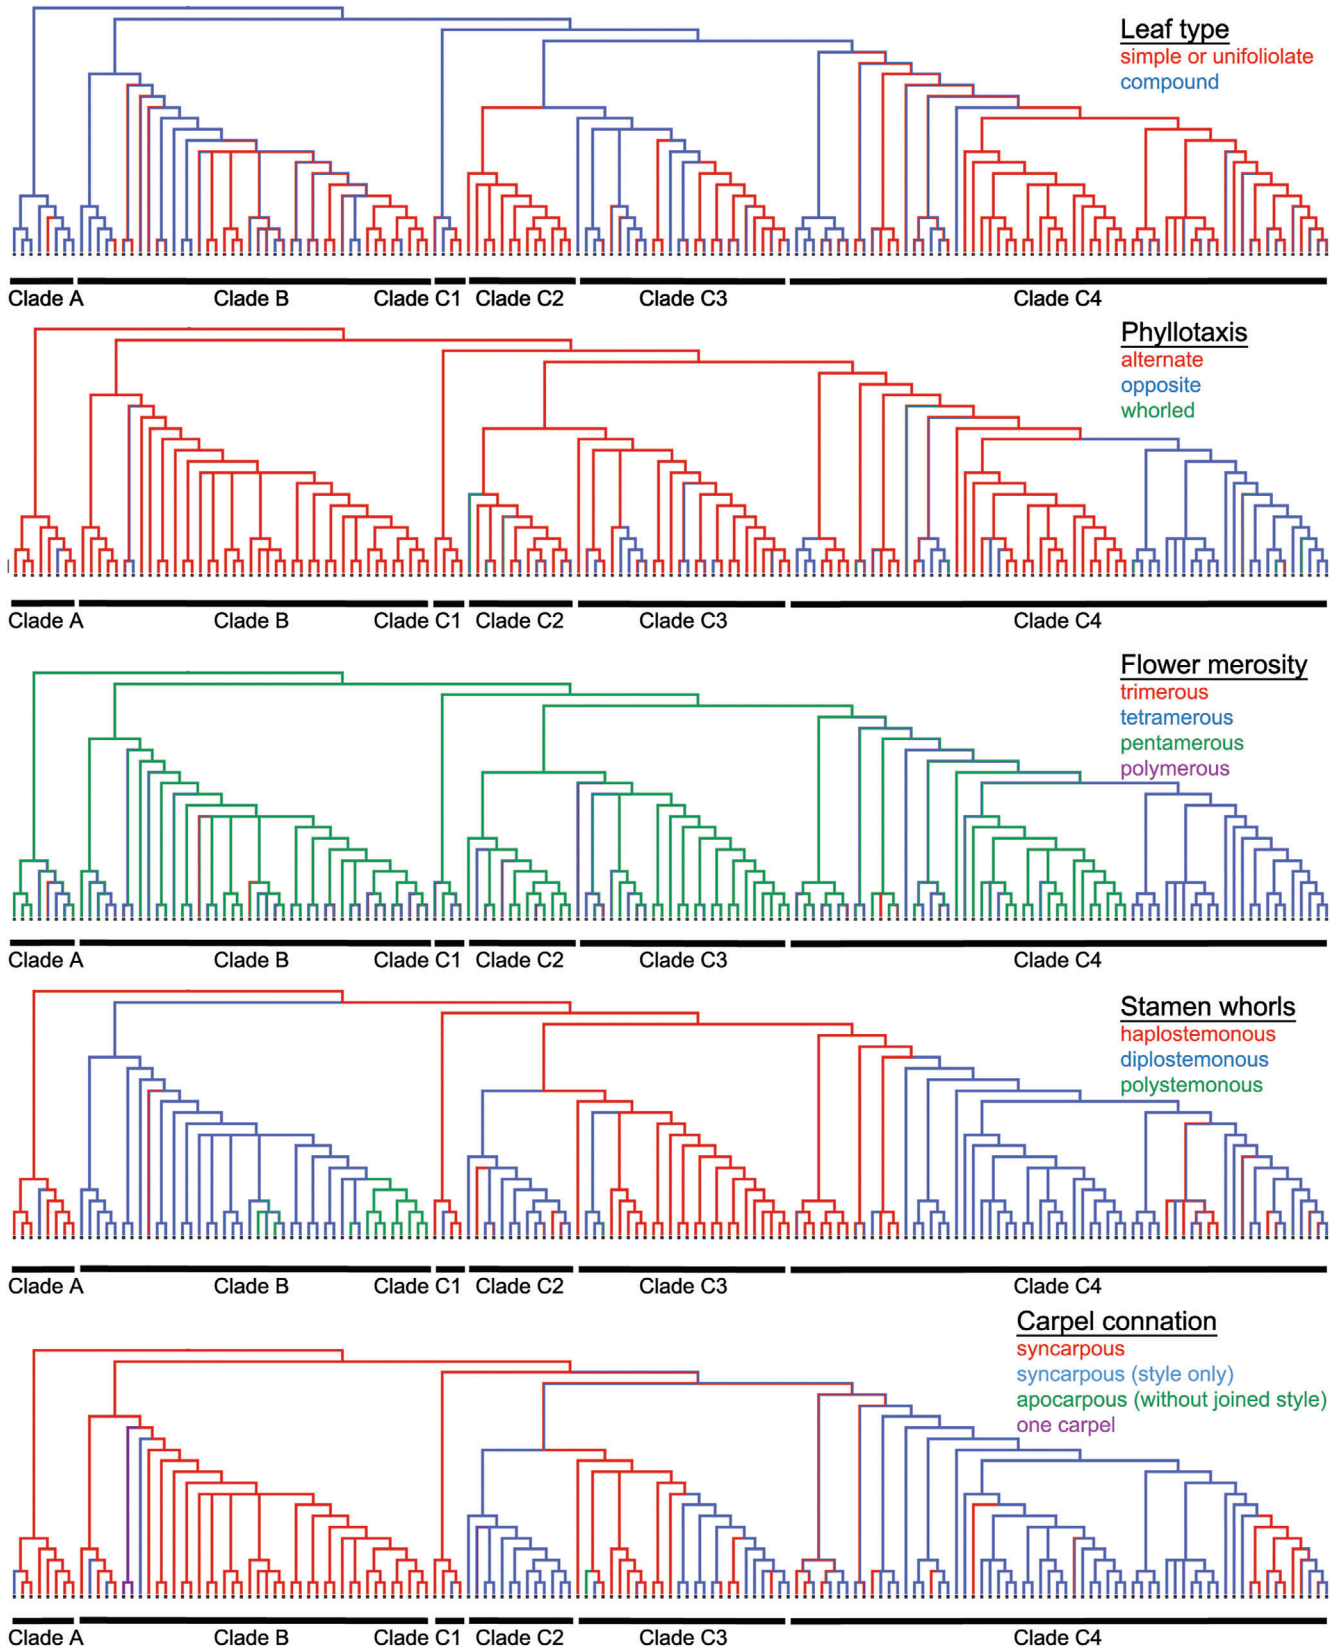 Leaf type
simple or unifoliolate
compound
Clade A Clade B Clade C1 Clade C2 Clade C3 Clade C4
Phyllotaxis
alternate
opposite
whorled
Clade A Clade B Clade C1 Clade C2 Clade C3 Clade C4
Flower merosity
trimerous
tetramerous
pentamerous
polymerous
Clade A Clade B Clade C1 Clade C2 Clade C3 Clade C4
Stamen whorls
haplostemonous
diplostemonous
polystemonous
Clade A Clade B Clade C1 Clade C2 Clade C3 Clade C4
Carpel connation
syncarpous
syncarpous (style only)
apocarpous (without joined style)
one carpel
Clade A Clade B Clade C1 Clade C2 Clade C3 Clade C4